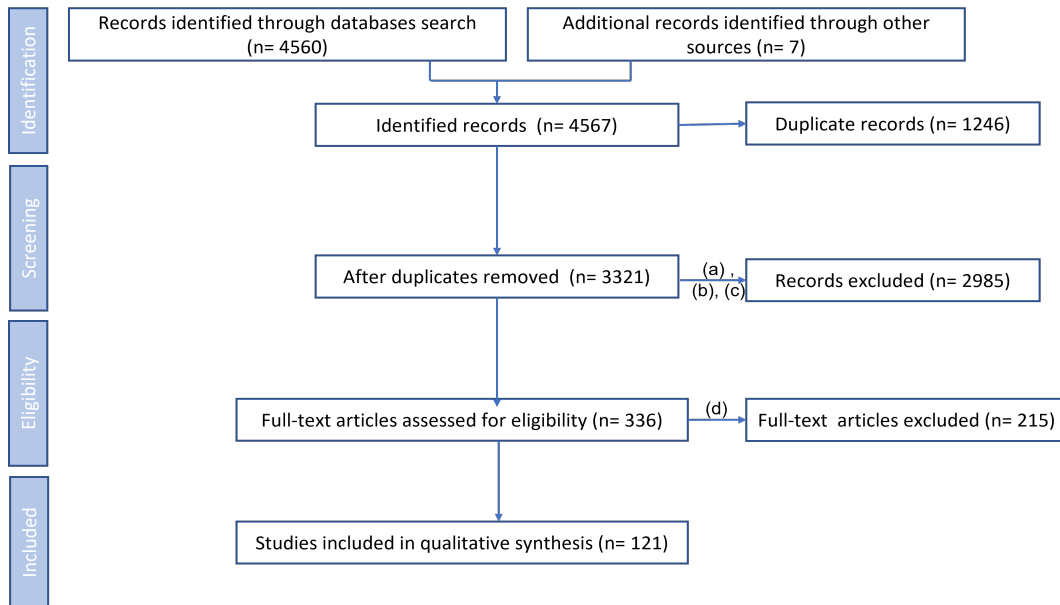 Identification
Records identified through databases search
(n= 4560)
Additional records identified through other
sources (n= 7)
Identified records (n= 4567)
Duplicate records (n= 1246)
Screening
After duplicates removed (n= 3321)
(a) ,
(b), (c)
Records excluded (n= 2985)
Eligibility
Full-text articles assessed for eligibility (n= 336)
(d)
Full-text articles excluded (n= 215)
Included
Studies included in qualitative synthesis (n= 121)